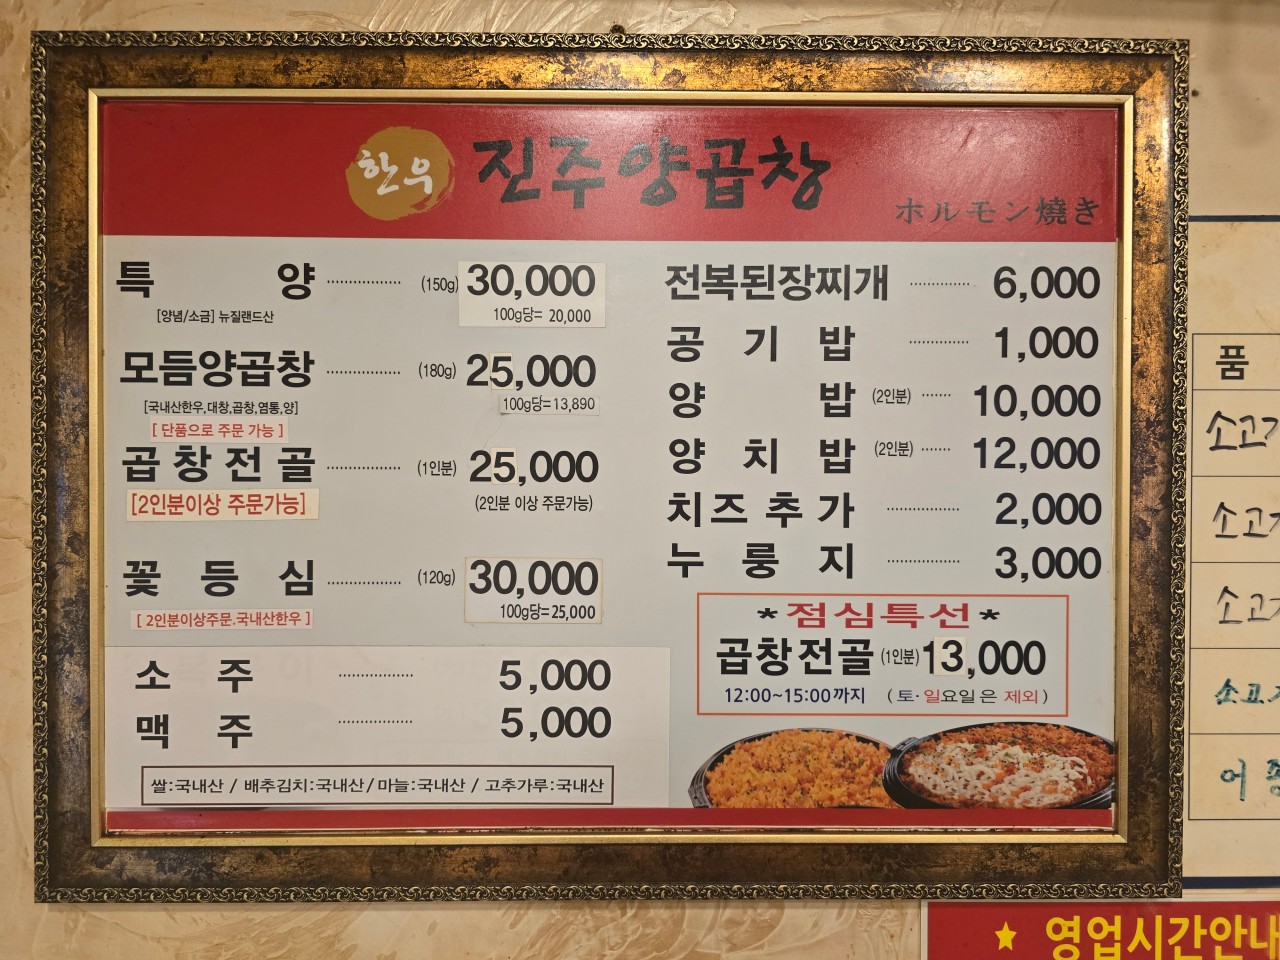 한우 진주양곱창
ホルモン焼き
특 양 (150g) 30,000
[양념/소금] 뉴질랜드산 100g당= 20,000
모듬양곱창 (180g) 25,000
[국내산한우,대창,곱창,염통,양] 100g당=13,890
[ 단품으로 주문 가능 ]
곱창전골 (1인분) 25,000
[2인분이상 주문가능] (2인분 이상 주문가능)
꽃등심 (120g) 30,000
[ 2인분이상주문.국내산한우 ] 100g당=25,000
소주 5,000
맥주 5,000
쌀:국내산 / 배추김치:국내산 / 마늘:국내산 / 고추가루:국내산
전복된장찌개 6,000
공기밥 1,000
양밥 (2인분) 10,000
양치밥 (2인분) 12,000
치즈추가 2,000
누룽지 3,000
*점심특선*
곱창전골 (1인분) 13,000
12:00~15:00까지 (토·일요일은 제외)
품
소고기
소고
소고
소고
어
★ 영업시간안내